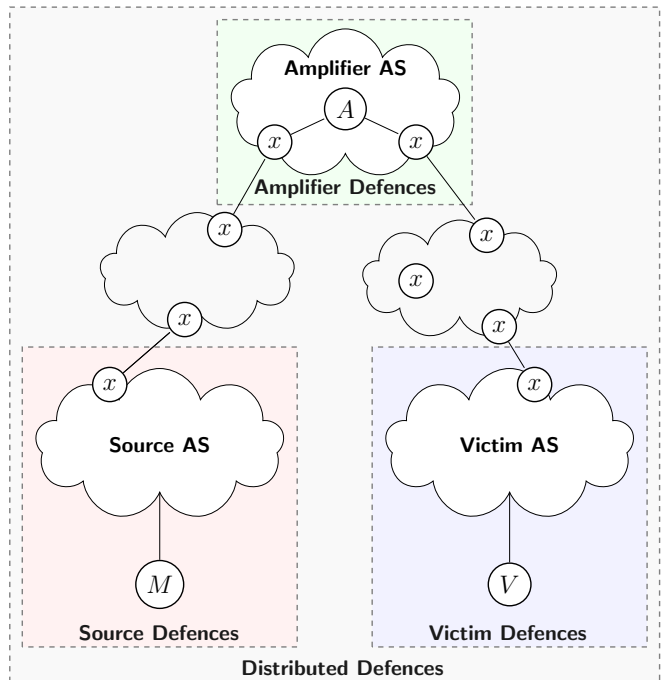 Amplifier AS
A
x
x
Amplifier Defences
x
x
x
x
x
x
x
Source AS
Victim AS
M
V
Source Defences
Victim Defences
Distributed Defences